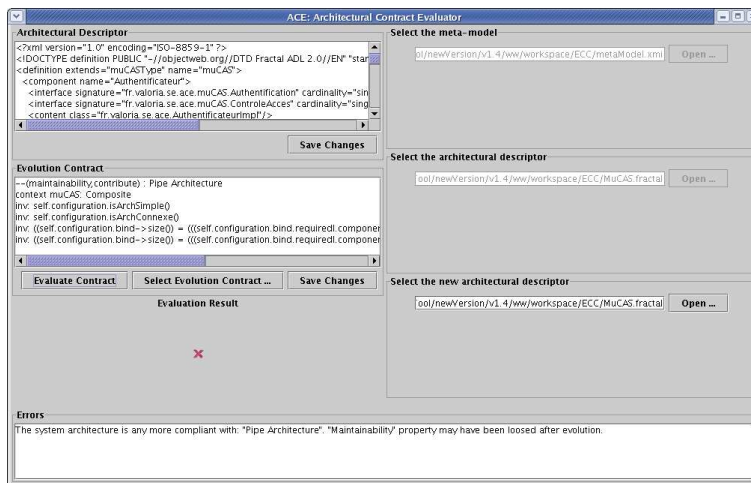 ACE: Architectural Contract Evaluator
Architectural Descriptor
<?xml version="1.0" encoding="ISO-8859-1" ?>
<!DOCTYPE definition PUBLIC "-//objectweb.org//DTD Fractal ADL 2.0//EN" "star
<definition extends="muCASType" name="muCAS">
<component name="Authentificateur">
<interface signature="fr.valoria.se.ace.muCAS.Authentification" cardinality="sin
<interface signature="fr.valoria.se.ace.muCAS.ControleAcces" cardinality="sing
<content class="fr.valoria.se.ace.AuthentificateurImpl"/>
Save Changes
Evolution Contract
--(maintainability,contribute) : Pipe Architecture
context muCAS: Composite
inv: self.configuration.isArchSimple()
inv: self.configuration.isArchConnexe()
inv: ((self.configuration.bind->size()) = (((self.configuration.bind.requiredI.componer
inv: ((self.configuration.bind->size()) = (((self.configuration.bind.requiredI.componer
Evaluate Contract Select Evolution Contract ... Save Changes
Evaluation Result
Select the meta-model
ol/newVersion/v1.4/ww/workspace/ECC/metaModel.xmi Open ...
Select the architectural descriptor
ool/newVersion/v1.4/ww/workspace/ECC/MuCAS.fractal Open ...
Select the new architectural descriptor
ool/newVersion/v1.4/ww/workspace/ECC/MuCAS.fractal Open ...
Errors
The system architecture is any more compliant with: "Pipe Architecture". "Maintainability" property may have been loosed after evolution.